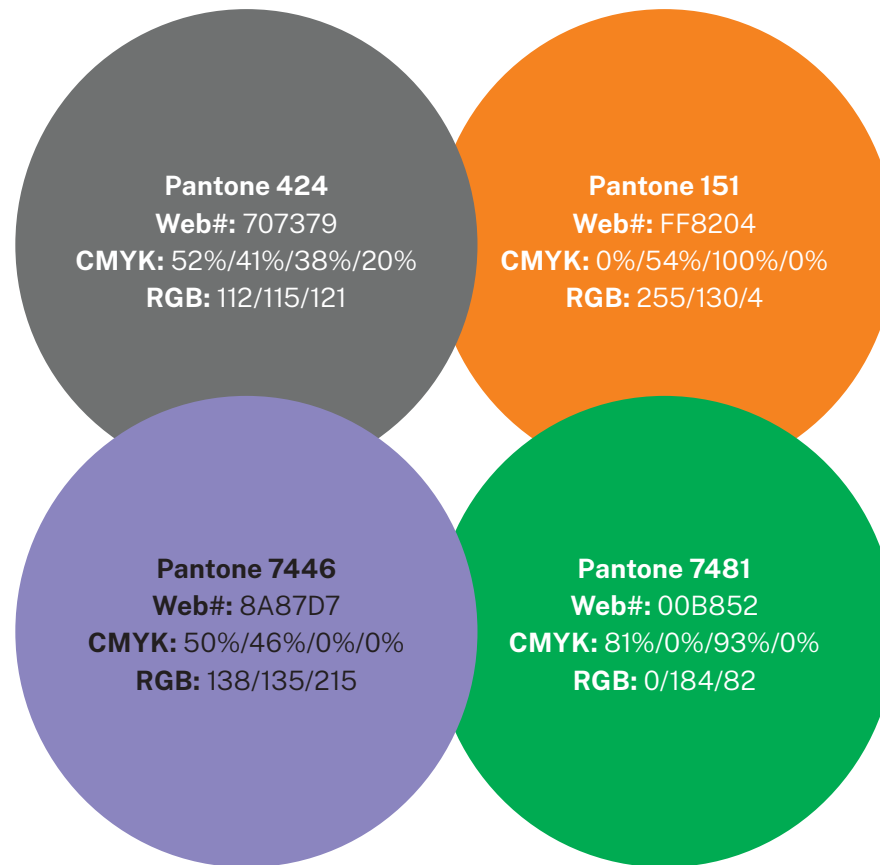 Pantone 424
Web#: 707379
CMYK: 52%/41%/38%/20%
RGB: 112/115/121
Pantone 151
Web#: FF8204
CMYK: 0%/54%/100%/0%
RGB: 255/130/4
Pantone 7446
Web#: 8A87D7
CMYK: 50%/46%/0%/0%
RGB: 138/135/215
Pantone 7481
Web#: 00B852
CMYK: 81%/0%/93%/0%
RGB: 0/184/82